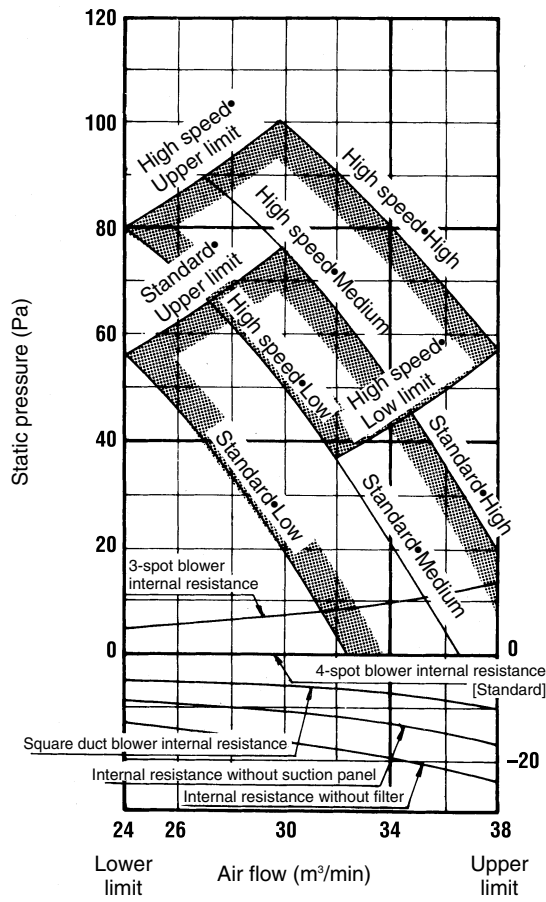 120
100
80
60
40
20
0
0
–20
Static pressure (Pa)
High speed•
Upper limit
High speed•High
High speed•Medium
Standard•
Upper limit
High speed•Low
High speed•
Low limit
Standard•Low
Standard•Medium
Standard•High
3-spot blower
internal resistance
4-spot blower internal resistance
[Standard]
Square duct blower internal resistance
Internal resistance without suction panel
Internal resistance without filter
24 26 30 34 38
Lower
limit
Air flow (m³/min)
Upper
limit